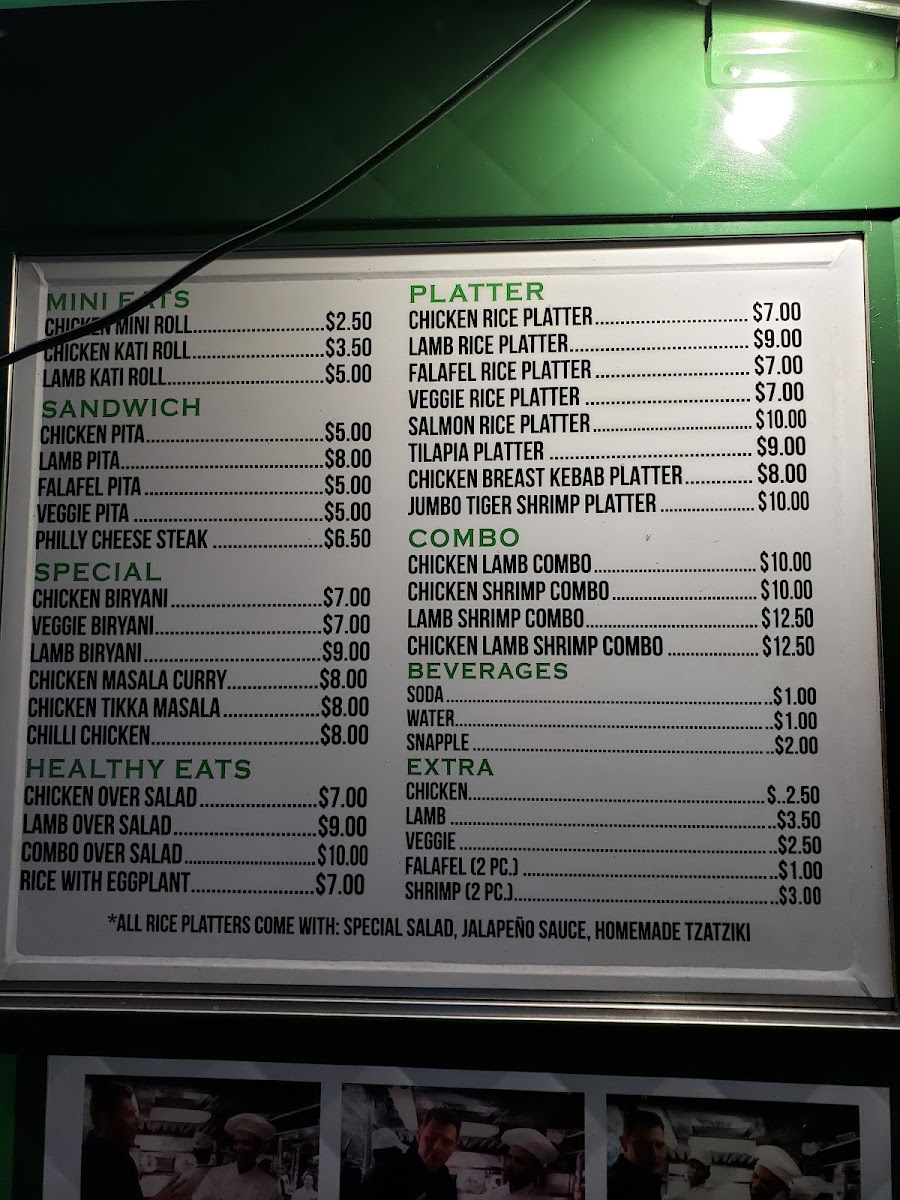 MINI EATS
CHICKEN MINI ROLL.............................$2.50
CHICKEN KATI ROLL.............................$3.50
LAMB KATI ROLL.................................$5.00
SANDWICH
CHICKEN PITA.....................................$5.00
LAMB PITA..........................................$8.00
FALAFEL PITA.....................................$5.00
VEGGIE PITA.......................................$5.00
PHILLY CHEESE STEAK.......................$6.50
SPECIAL
CHICKEN BIRYANI...............................$7.00
VEGGIE BIRYANI..................................$7.00
LAMB BIRYANI.....................................$9.00
CHICKEN MASALA CURRY...................$8.00
CHICKEN TIKKA MASALA....................$8.00
CHILLI CHICKEN...................................$8.00
HEALTHY EATS
CHICKEN OVER SALAD.........................$7.00
LAMB OVER SALAD..............................$9.00
COMBO OVER SALAD...........................$10.00
RICE WITH EGGPLANT..........................$7.00
PLATTER
CHICKEN RICE PLATTER................................$7.00
LAMB RICE PLATTER.....................................$9.00
FALAFEL RICE PLATTER................................$7.00
VEGGIE RICE PLATTER..................................$7.00
SALMON RICE PLATTER.................................$10.00
TILAPIA PLATTER..........................................$9.00
CHICKEN BREAST KEBAB PLATTER..............$8.00
JUMBO TIGER SHRIMP PLATTER...................$10.00
COMBO
CHICKEN LAMB COMBO.................................$10.00
CHICKEN SHRIMP COMBO..............................$10.00
LAMB SHRIMP COMBO...................................$12.50
CHICKEN LAMB SHRIMP COMBO...................$12.50
BEVERAGES
SODA..............................................................$1.00
WATER............................................................$1.00
SNAPPLE.........................................................$2.00
EXTRA
CHICKEN.........................................................$..2.50
LAMB..............................................................$3.50
VEGGIE...........................................................$2.50
FALAFEL (2 PC.).............................................$1.00
SHRIMP (2 PC.)...............................................$3.00
*ALL RICE PLATTERS COME WITH: SPECIAL SALAD, JALAPEÑO SAUCE, HOMEMADE TZATZIKI